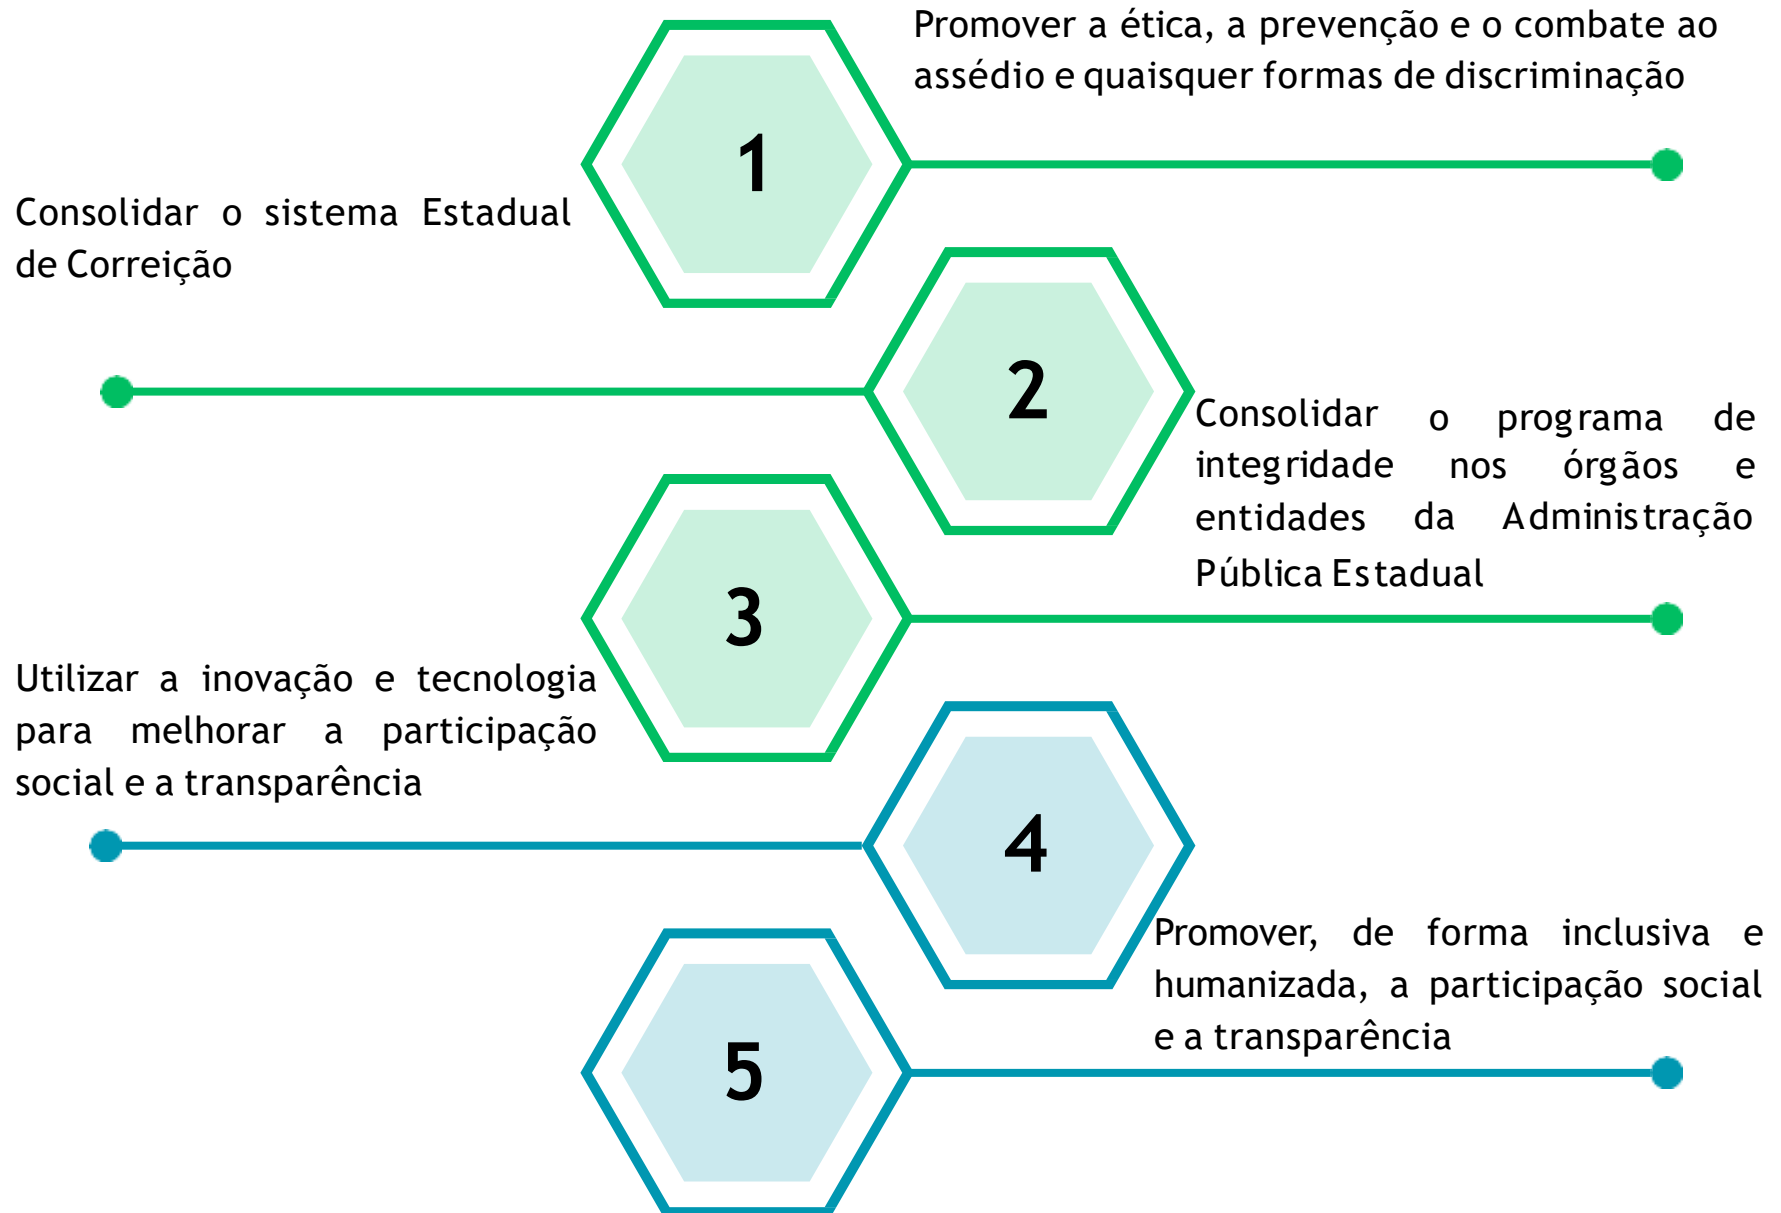 1
Promover a ética, a prevenção e o combate ao
assédio e quaisquer formas de discriminação
2
Consolidar o sistema Estadual
de Correição
3
Consolidar o programa de
integridade nos órgãos e
entidades da Administração
Pública Estadual
4
Utilizar a inovação e tecnologia
para melhorar a participação
social e a transparência
5
Promover, de forma inclusiva e
humanizada, a participação social
e a transparência